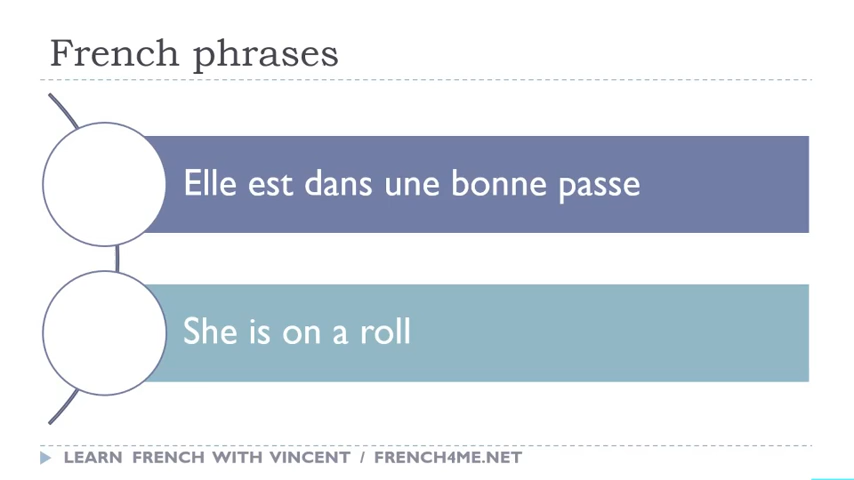 French phrases
Elle est dans une bonne passe
She is on a roll
LEARN FRENCH WITH VINCENT / FRENCH4ME.NET